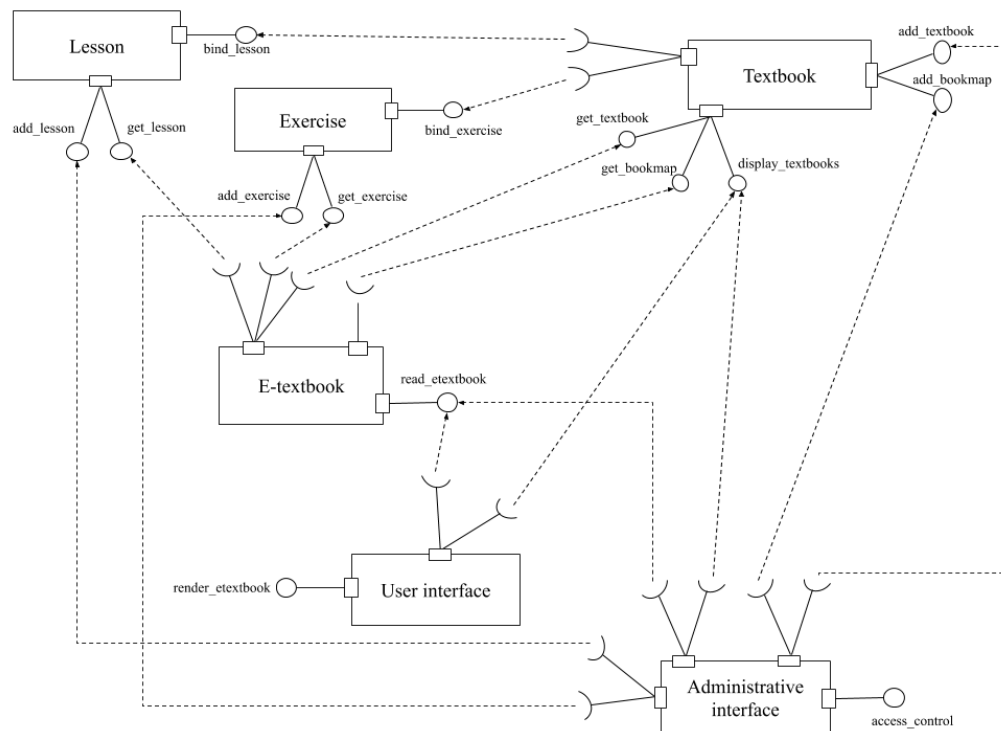 add_textbook
Lesson
bind_lesson
Textbook
add_bookmap
add_lesson
get_lesson
Exercise
bind_exercise
get_textbook
get_bookmap
display_textbooks
add_exercise
get_exercise
E-textbook
read_etextbook
render_etextbook
User interface
Administrative
interface
access_control